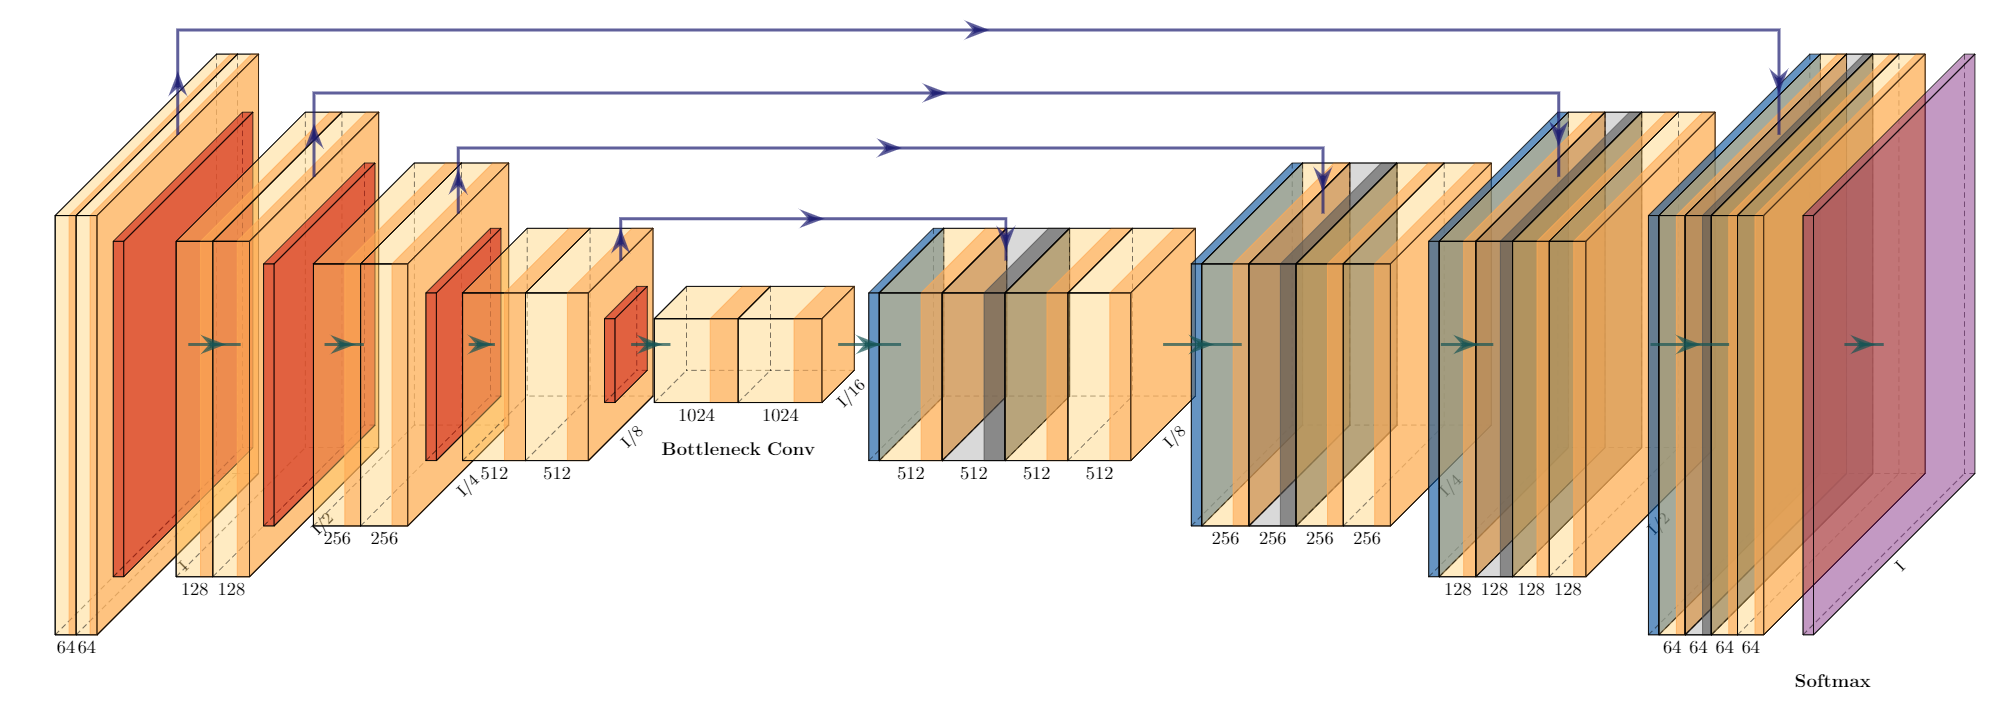 64 64
I
128 128
I/2
256 256
I/4
512 512
I/8
1024 1024
I/16
Bottleneck Conv
512 512 512 512
I/8
256 256 256 256
I/4
128 128 128 128
I/2
64 64 64 64
I
Softmax